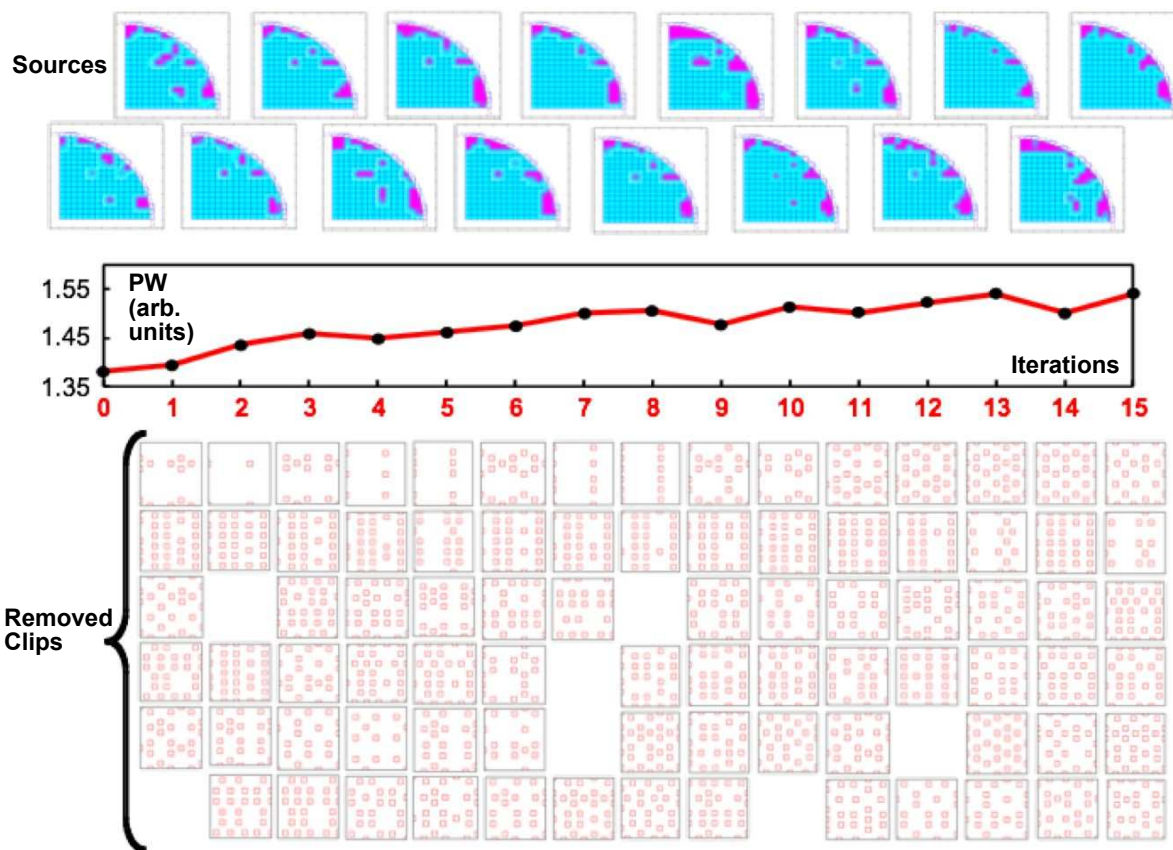 Sources
1.55
PW
(arb.
units)
1.45
Iterations
1.35
0 1 2 3 4 5 6 7 8 9 10 11 12 13 14 15
Removed
Clips